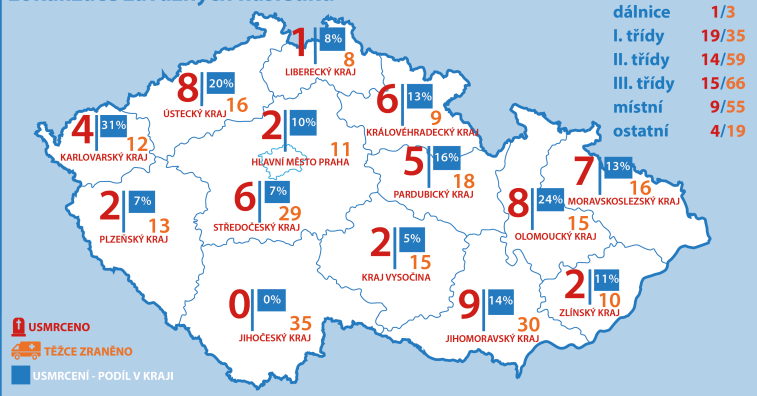 dálnice 1/3
I. třídy 19/35
II. třídy 14/59
III. třídy 15/66
místní 9/55
ostatní 4/19
1 8% 8
LIBERECKÝ KRAJ
8 20% 16
ÚSTECKÝ KRAJ
6 13% 9
KRÁLOVÉHRADECKÝ KRAJ
4 31% 12
KARLOVARSKÝ KRAJ
2 10% 11
HLAVNÍ MĚSTO PRAHA
5 16% 18
PARDUBICKÝ KRAJ
7 13% 16
MORAVSKOSLEZSKÝ KRAJ
2 7% 13
PLZEŇSKÝ KRAJ
6 7% 29
STŘEDOČESKÝ KRAJ
8 24% 15
OLOMOUCKÝ KRAJ
2 5% 15
KRAJ VYSOČINA
2 11% 10
ZLÍNSKÝ KRAJ
0 0% 35
JIHOČESKÝ KRAJ
9 14% 30
JIHOMORAVSKÝ KRAJ
USMRCENO
TĚŽCE ZRANĚNO
USMRCENÍ - PODÍL V KRAJI